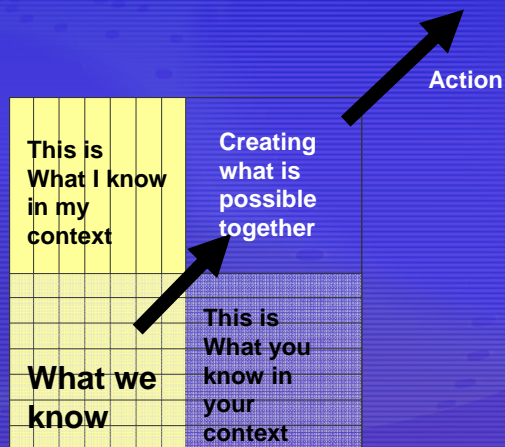 Action
This is
What I know
in my
context
Creating
what is
possible
together
What we
know
This is
What you
know in
your
context